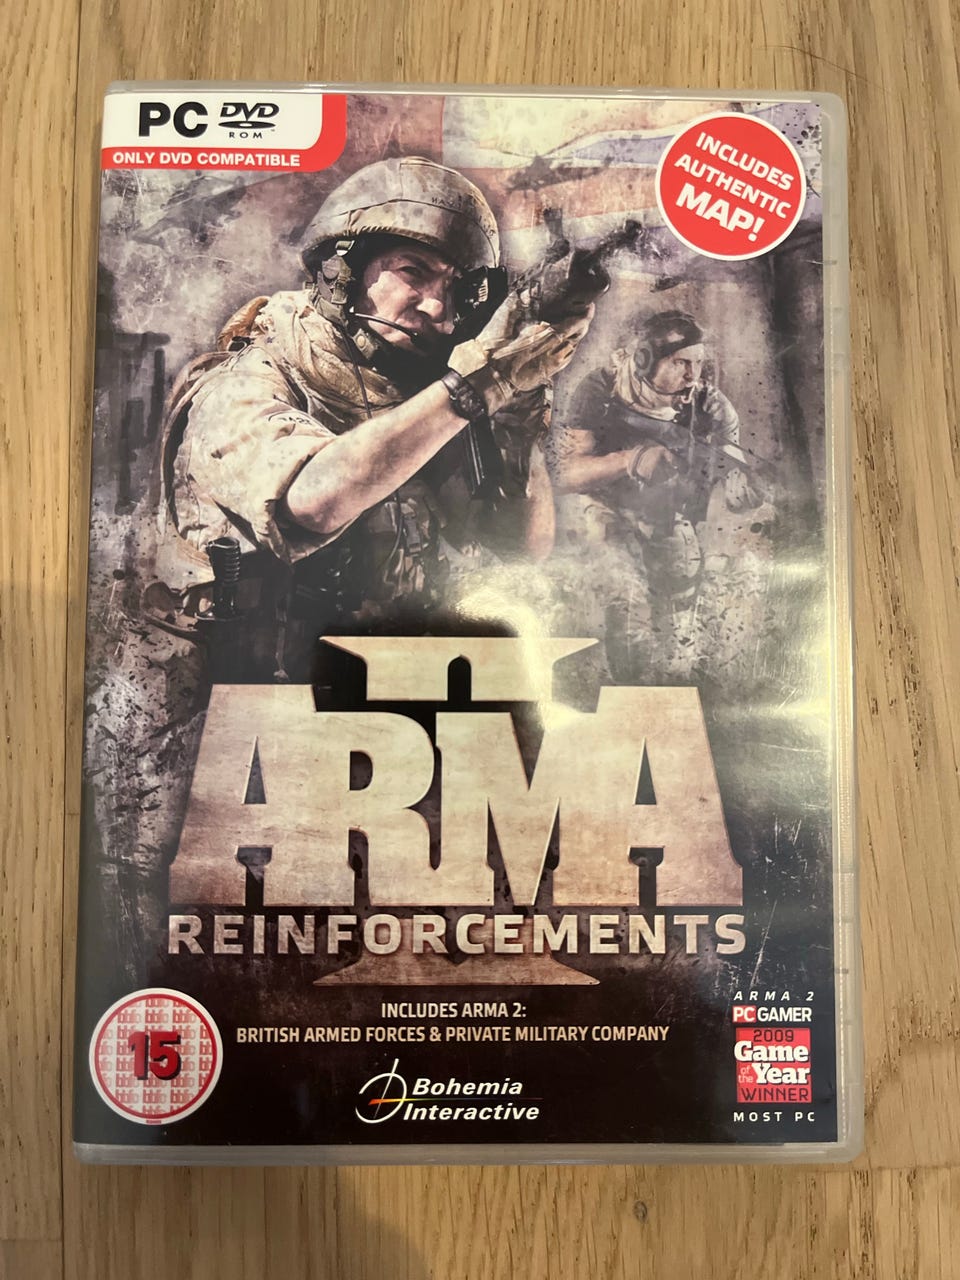 PC DVD
ROM
ONLY DVD COMPATIBLE
INCLUDES
AUTHENTIC
MAP!
II
ARMA
REINFORCEMENTS
INCLUDES ARMA 2:
BRITISH ARMED FORCES & PRIVATE MILITARY COMPANY
15
Bohemia
Interactive
ARMA 2
PC GAMER
2009
Game
of the Year
WINNER
MOST PC